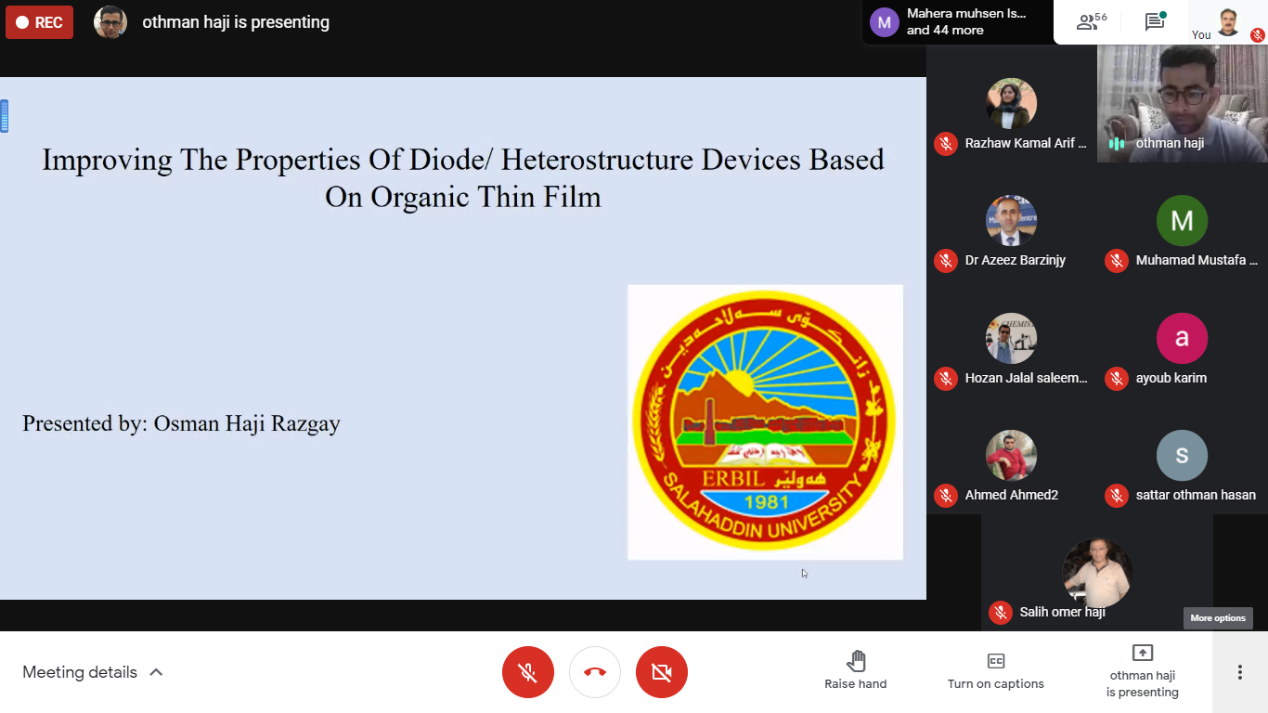 REC
othman haji is presenting
Mahera muhsen Is...
and 44 more
56
You
Improving The Properties Of Diode/ Heterostructure Devices Based
On Organic Thin Film
Presented by: Osman Haji Razgay
زانكۆی سەلاحەدین
ERBIL هەولێر
1981
SALAHADDIN UNIVERSITY
Razhaw Kamal Arif ...
othman haji
Dr Azeez Barzinjy
M
Muhamad Mustafa ...
CHEMIST
Hozan Jalal saleem...
a
ayoub karim
Ahmed Ahmed2
s
sattar othman hasan
Salih omer haji
More options
Meeting details
Raise hand
Turn on captions
othman haji
is presenting